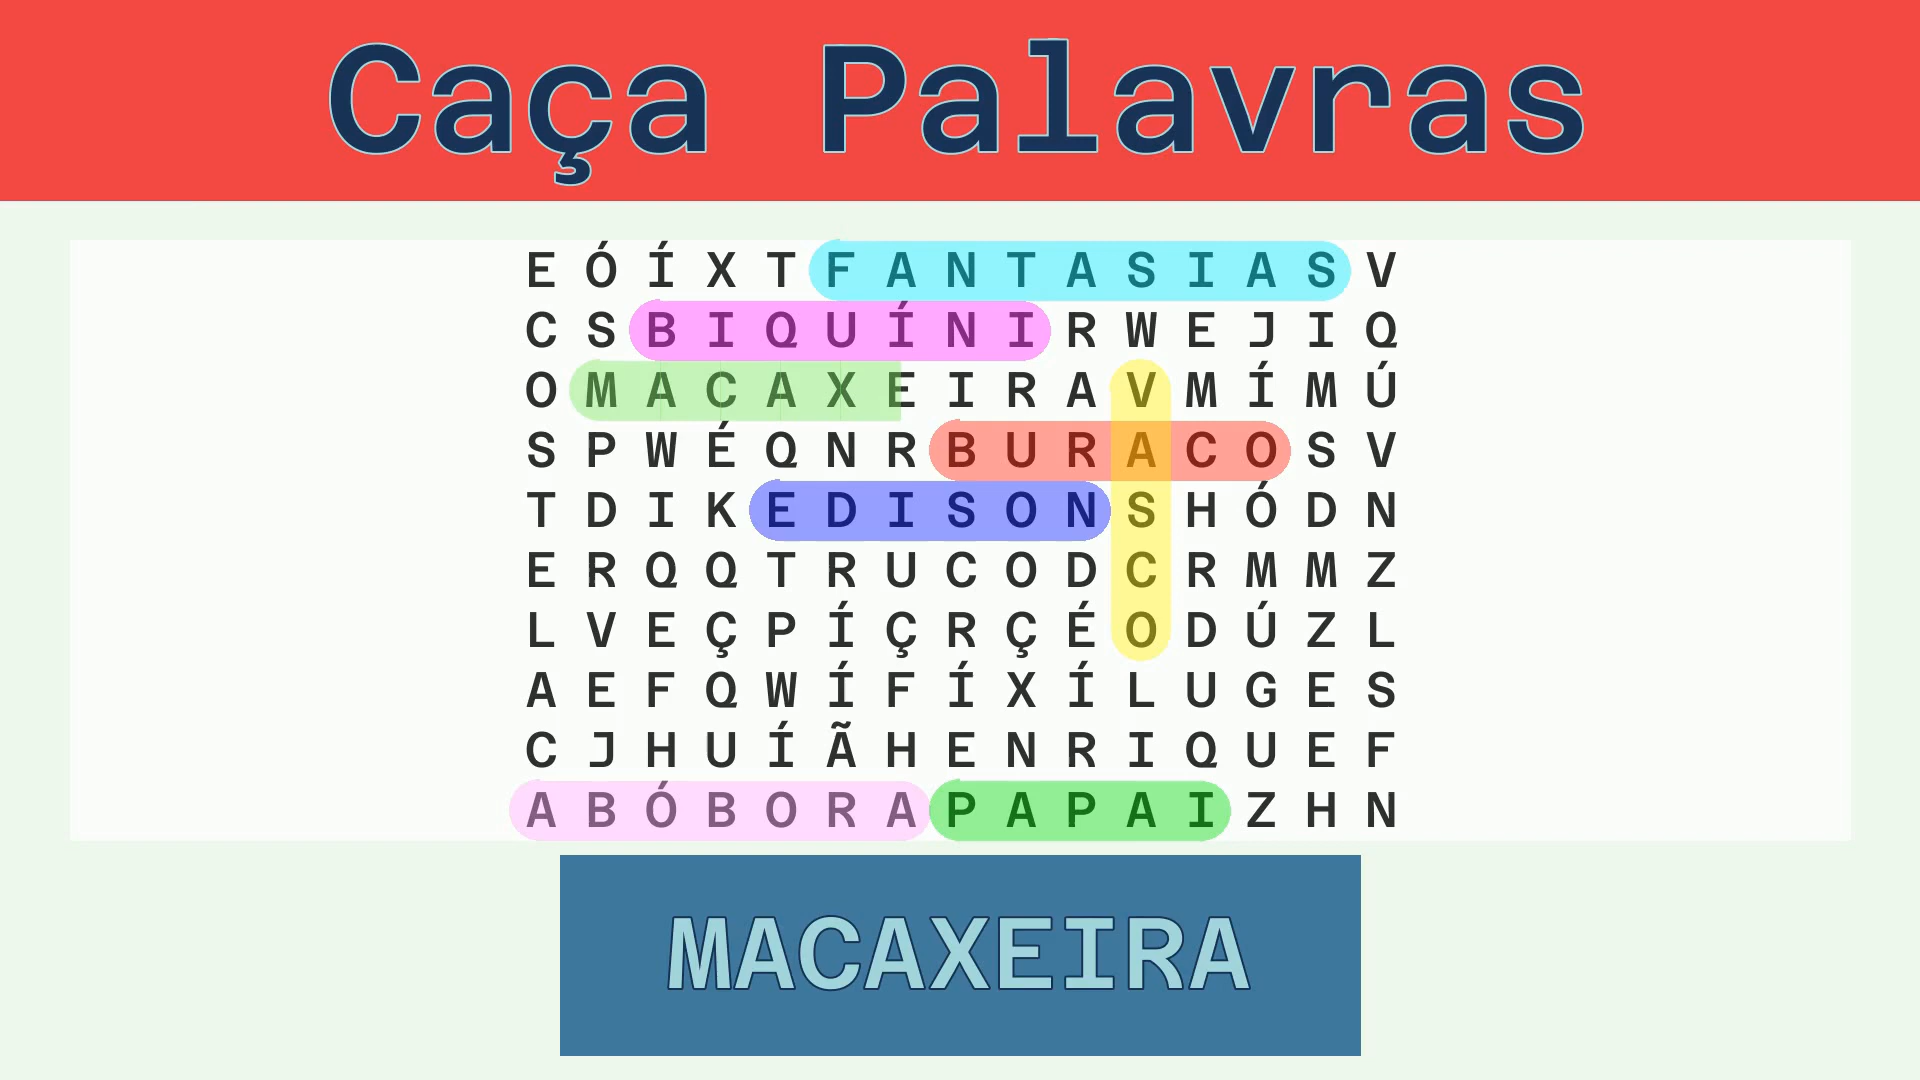 Caça Palavras
E Ó Í X T F A N T A S I A S V
C S B I Q U Í N I R W E J I Q
O M A C A X E I R A V M Í M Ú
S P W É Q N R B U R A C O S V
T D I K E D I S O N S H Ó D N
E R Q Q T R U C O D C R M M Z
L V E Ç P Í Ç R Ç É O D Ú Z L
A E F Q W Í F Í X Í L U G E S
C J H U Í Ã H E N R I Q U E F
A B Ó B O R A P A P A I Z H N
MACAXEIRA